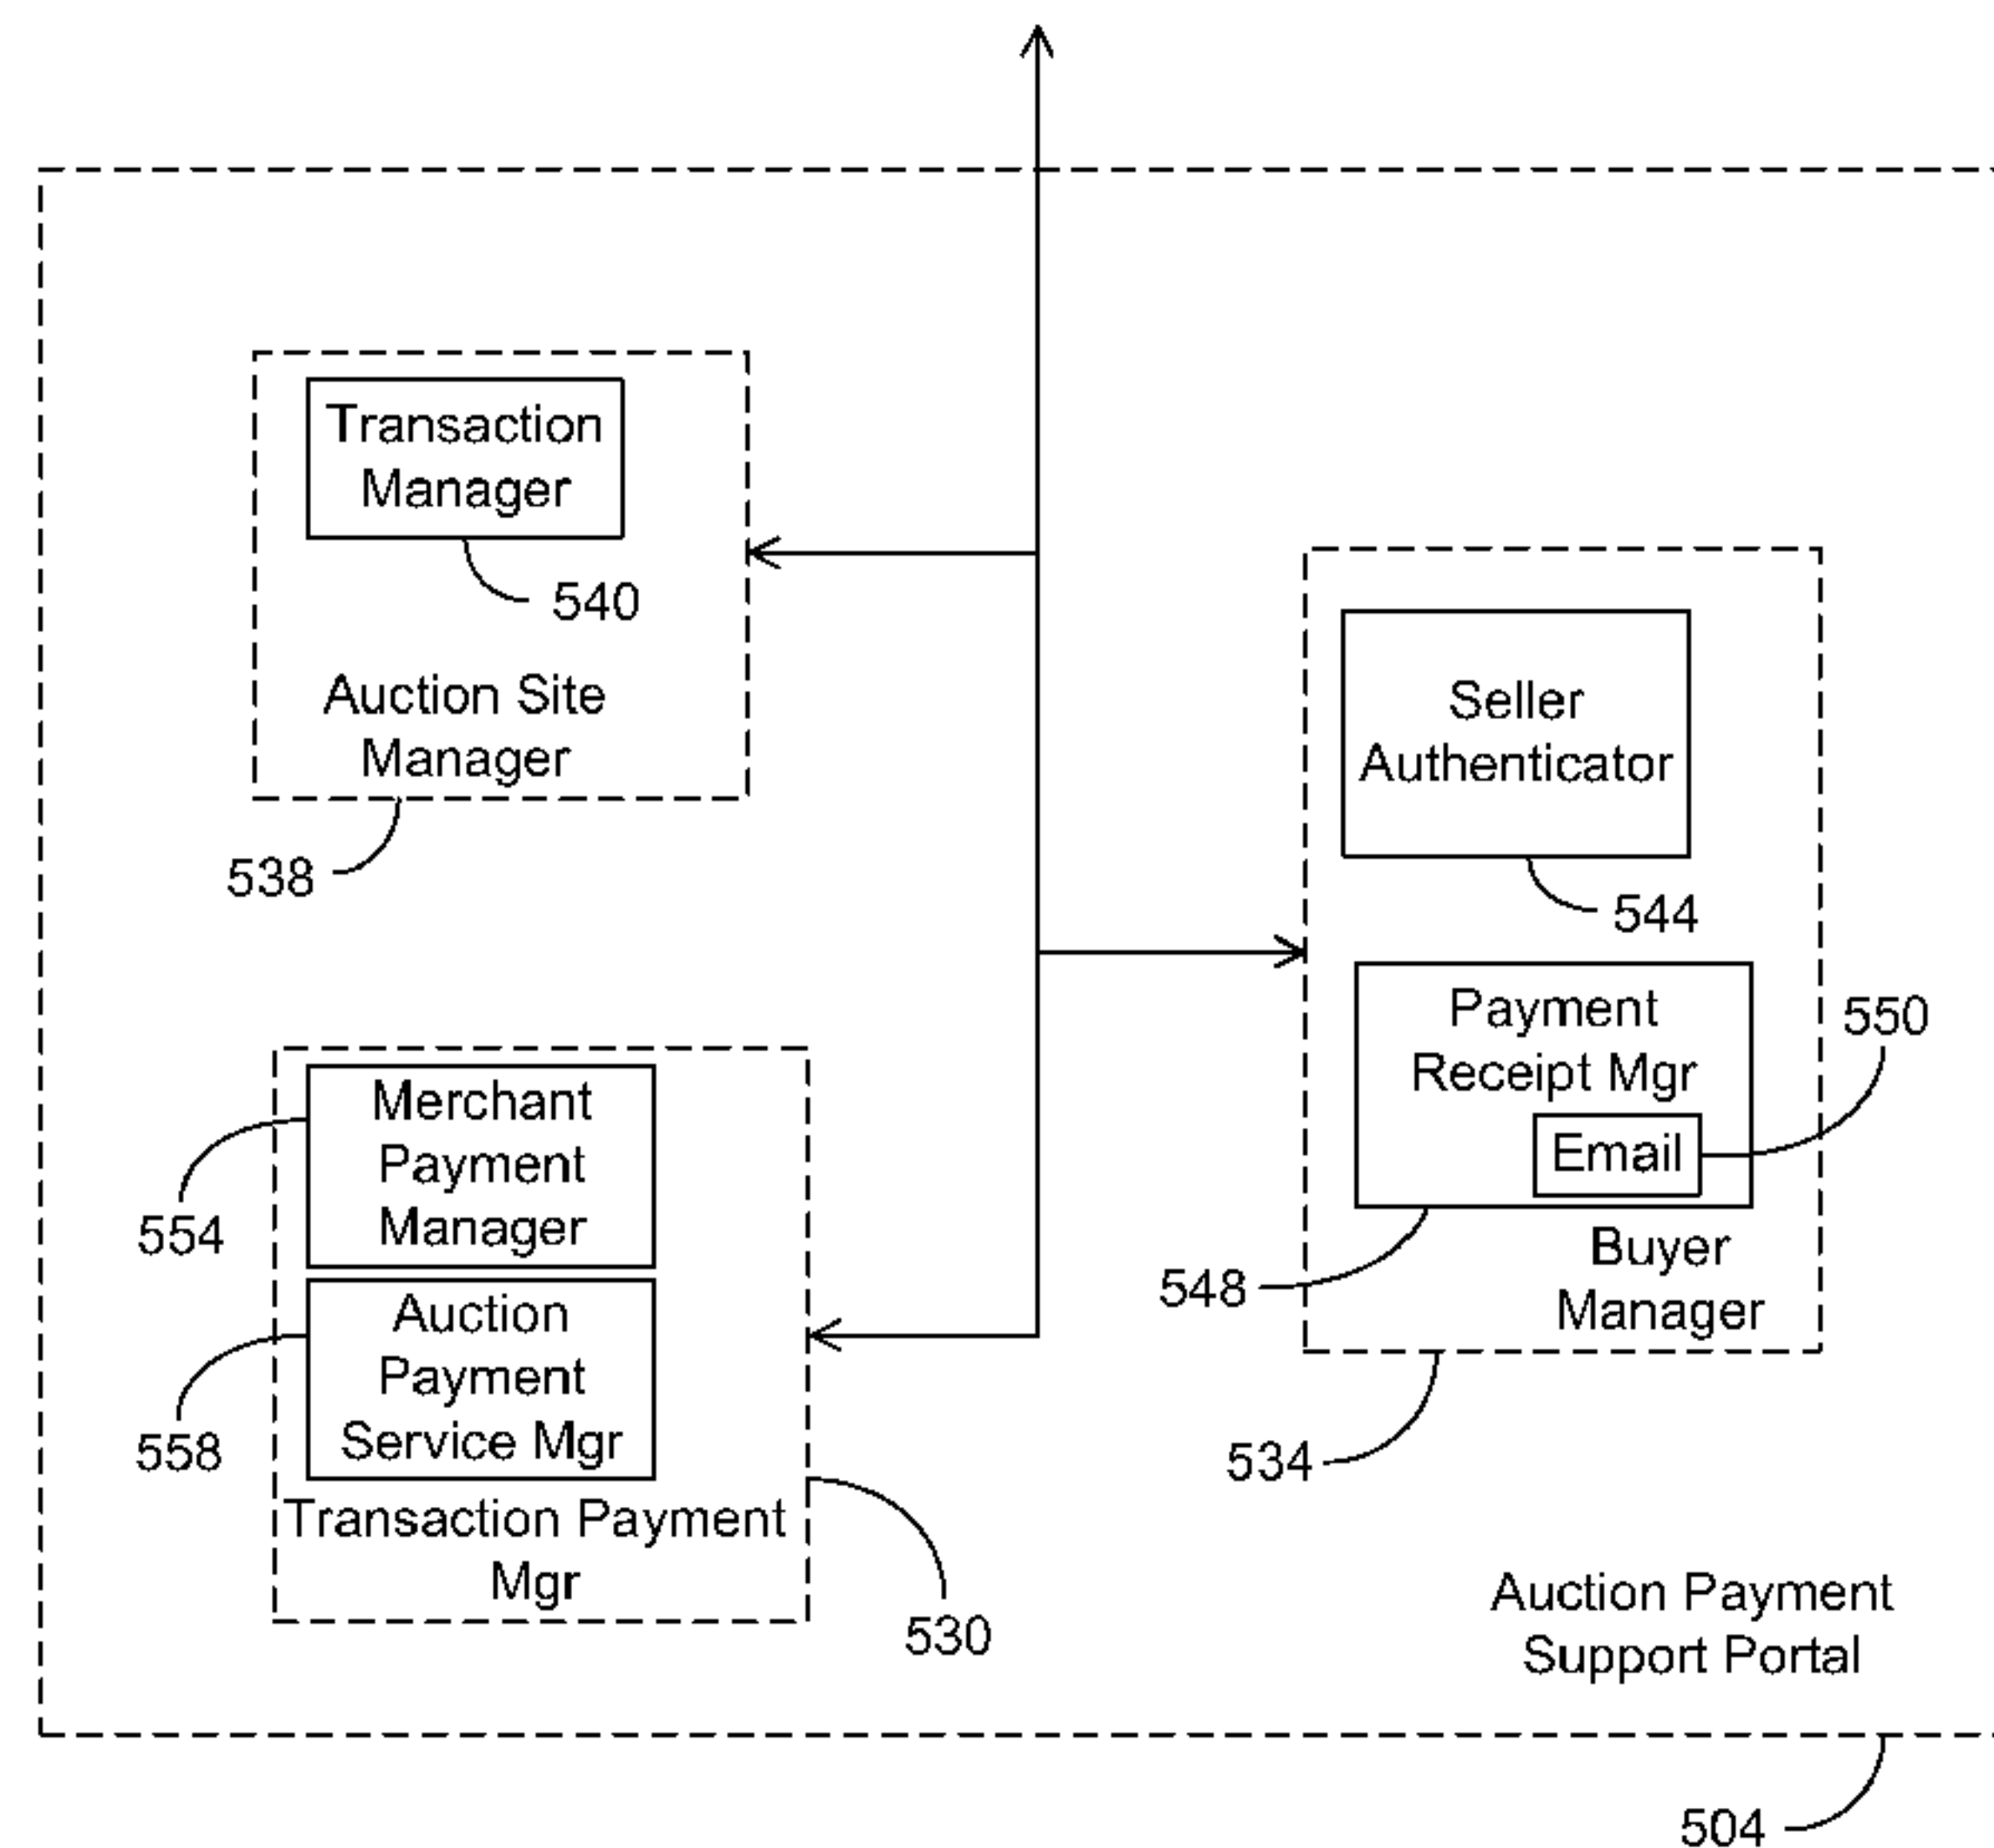 Transaction
Manager
540
Auction Site
Manager
538
Seller
Authenticator
544
Payment
Receipt Mgr
Email
550
548
Buyer
Manager
534
Merchant
Payment
Manager
554
Auction
Payment
Service Mgr
558
Transaction Payment
Mgr
530
Auction Payment
Support Portal
504